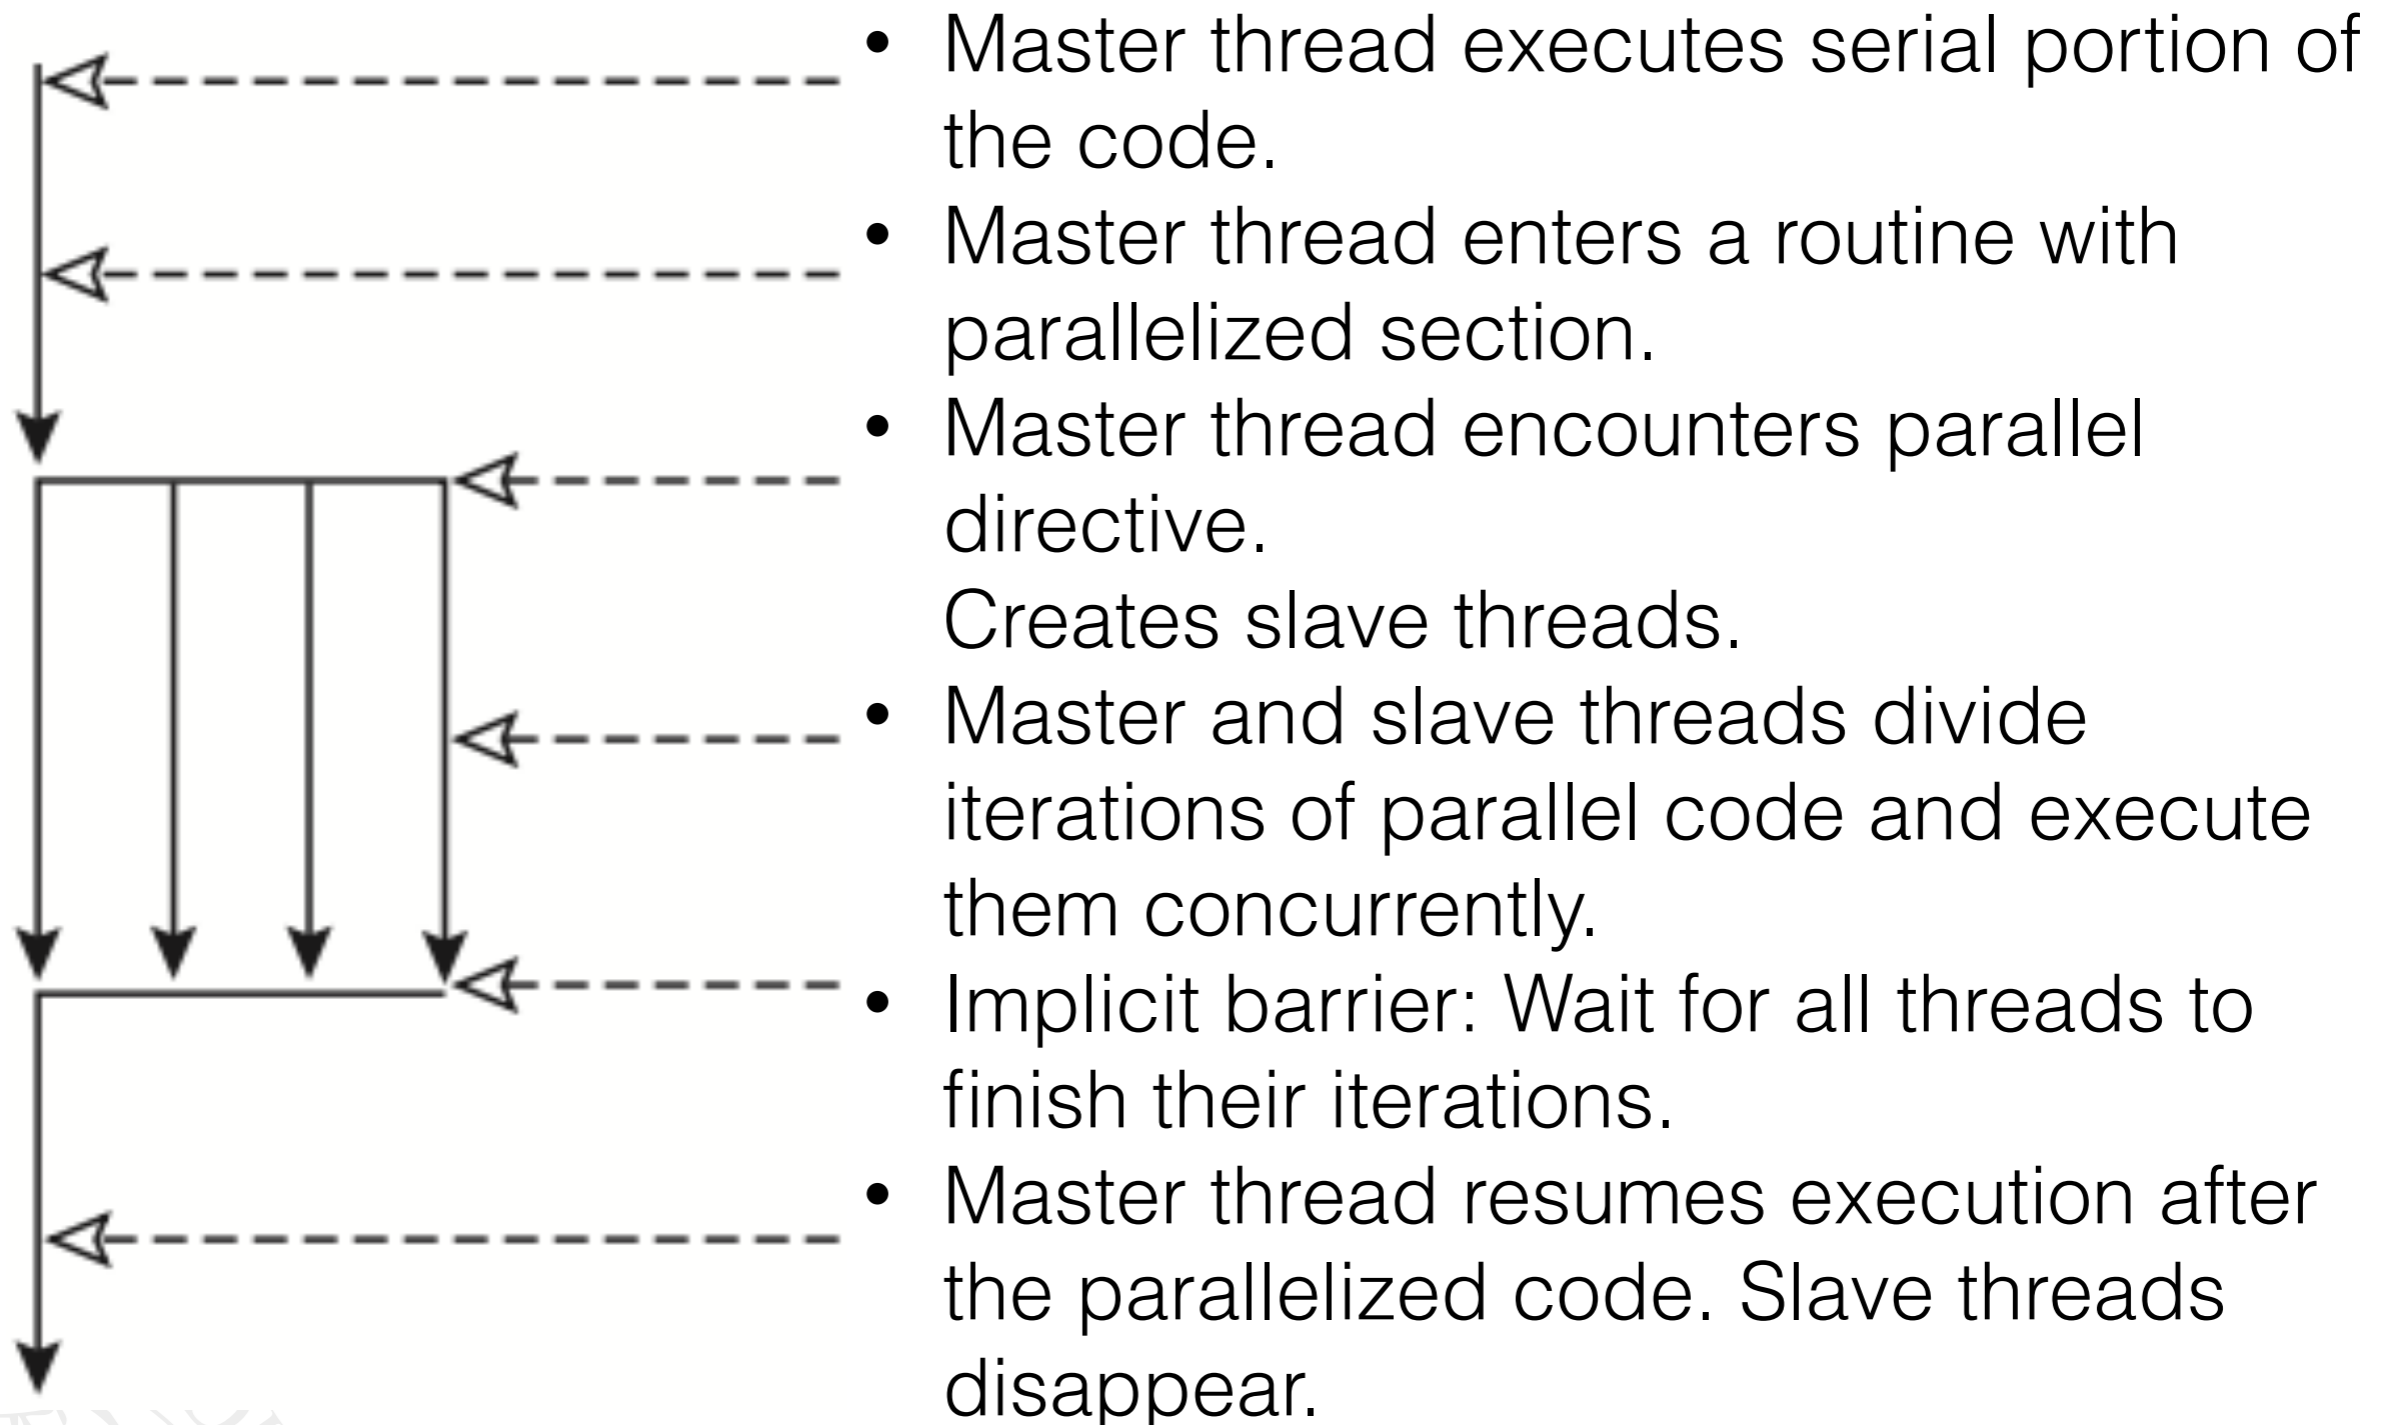 • Master thread executes serial portion of
the code.
• Master thread enters a routine with
parallelized section.
• Master thread encounters parallel
directive.
Creates slave threads.
• Master and slave threads divide
iterations of parallel code and execute
them concurrently.
• Implicit barrier: Wait for all threads to
finish their iterations.
• Master thread resumes execution after
the parallelized code. Slave threads
disappear.